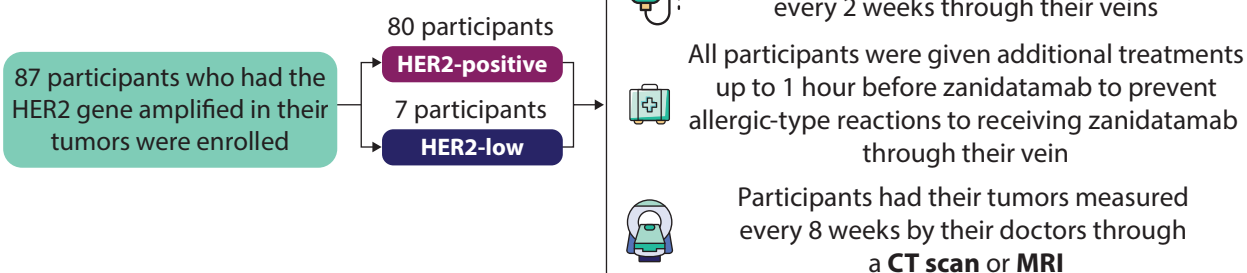 87 participants who had the
HER2 gene amplified in their
tumors were enrolled
80 participants
HER2-positive
7 participants
HER2-low
every 2 weeks through their veins
All participants were given additional treatments
up to 1 hour before zanidatamab to prevent
allergic-type reactions to receiving zanidatamab
through their vein
Participants had their tumors measured
every 8 weeks by their doctors through
a CT scan or MRI